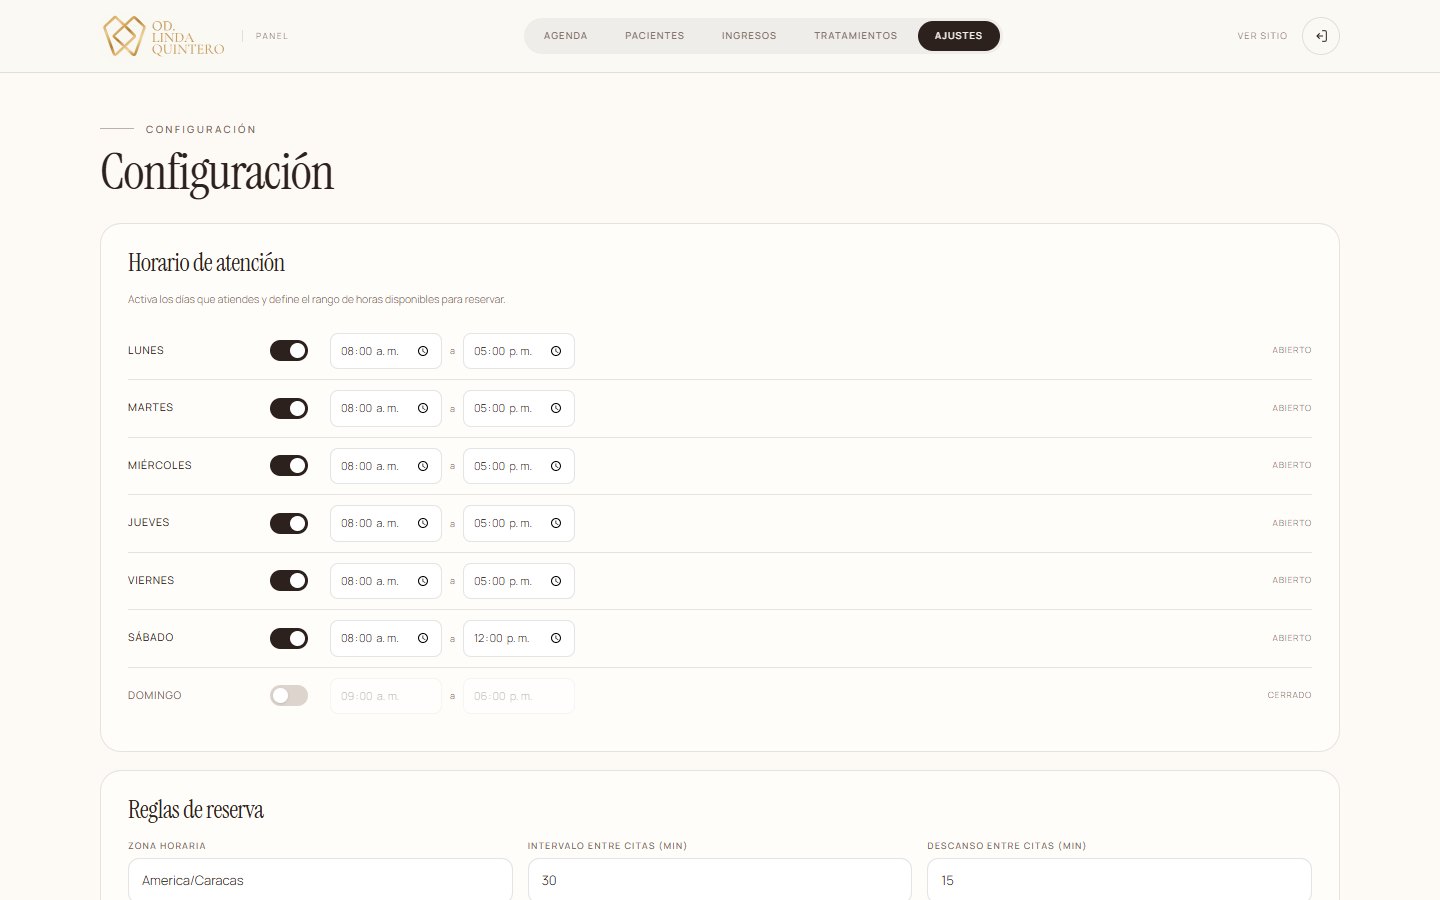 OD.
LINDA
QUINTERO
PANEL
AGENDA
PACIENTES
INGRESOS
TRATAMIENTOS
AJUSTES
VER SITIO
CONFIGURACIÓN
Configuración
Horario de atención
Activa los días que atiendes y define el rango de horas disponibles para reservar.
LUNES 08:00 a. m. a 05:00 p. m. ABIERTO
MARTES 08:00 a. m. a 05:00 p. m. ABIERTO
MIÉRCOLES 08:00 a. m. a 05:00 p. m. ABIERTO
JUEVES 08:00 a. m. a 05:00 p. m. ABIERTO
VIERNES 08:00 a. m. a 05:00 p. m. ABIERTO
SÁBADO 08:00 a. m. a 12:00 p. m. ABIERTO
DOMINGO 09:00 a. m. a 06:00 p. m. CERRADO
Reglas de reserva
ZONA HORARIA INTERVALO ENTRE CITAS (MIN) DESCANSO ENTRE CITAS (MIN)
America/Caracas 30 15